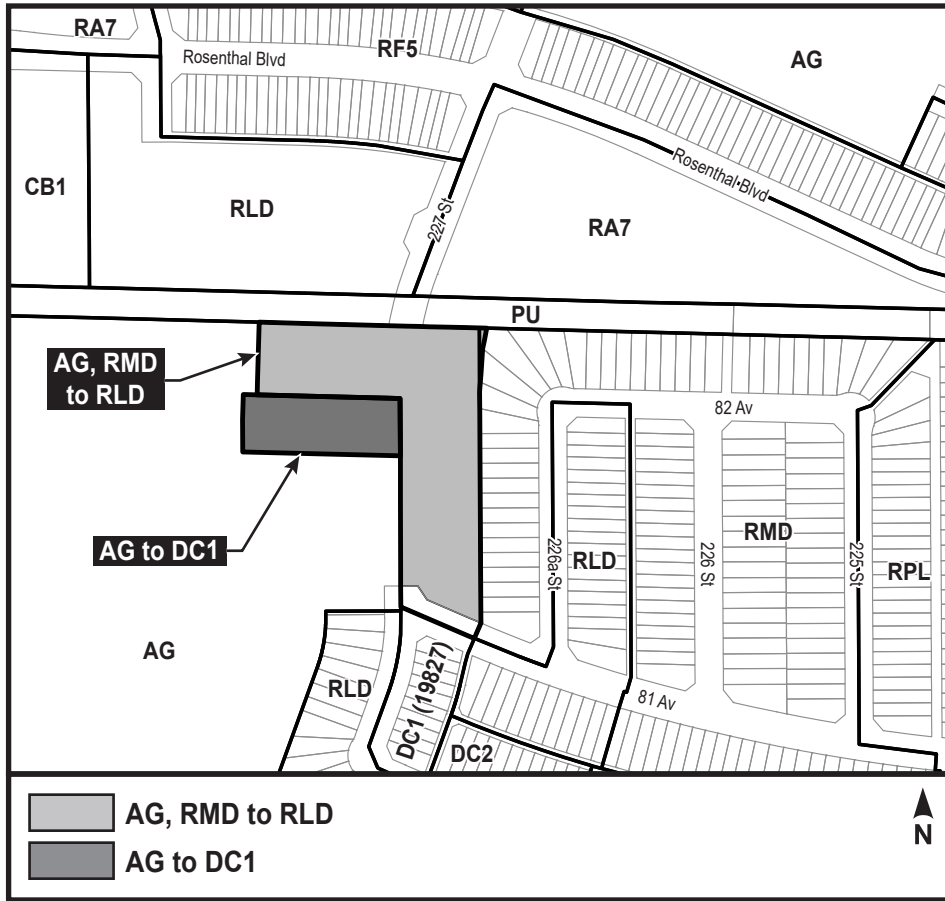 RA7
RF5
AG
Rosenthal Blvd
CB1
RLD
227 St
RA7
Rosenthal Blvd
PU
AG, RMD
to RLD
82 Av
AG to DC1
226a St
RLD
226 St
RMD
225 St
RPL
AG
RLD
DC1 (19827)
81 Av
DC2
AG, RMD to RLD
AG to DC1
N